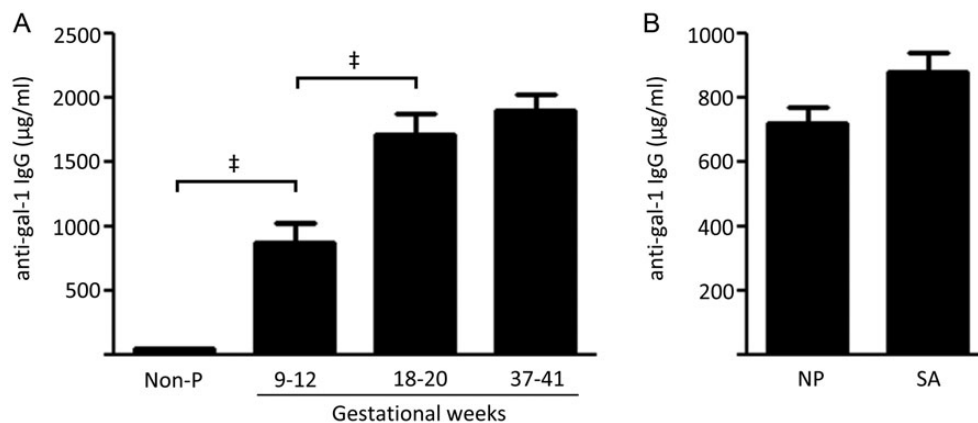 A
anti-gal-1 IgG (µg/ml)
2500
2000
1500
1000
500
‡
‡
Non-P
9-12
18-20
37-41
Gestational weeks
B
anti-gal-1 IgG (µg/ml)
1000
800
600
400
200
NP
SA